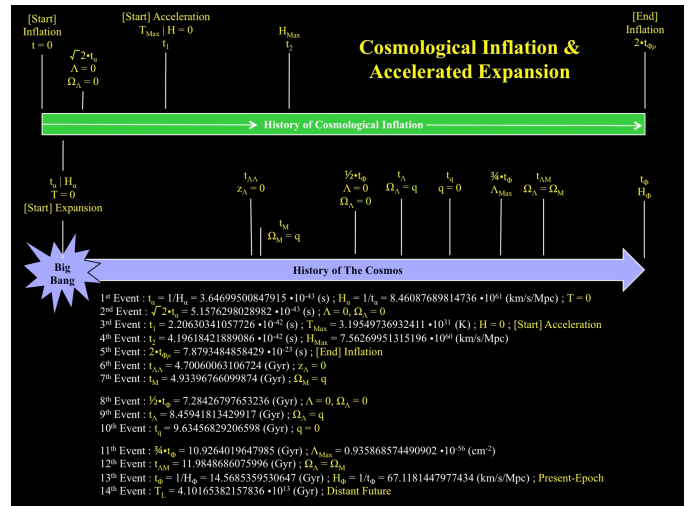 [Start]
Inflation
t = 0
√2•tα
Λ = 0
ΩΛ = 0
[Start] Acceleration
TMax | H = 0
t1
HMax
t2
Cosmological Inflation &
Accelerated Expansion
[End]
Inflation
2•tΦp
History of Cosmological Inflation
tα | Hα
T = 0
[Start] Expansion
tΛΛ
zΛ = 0
tM
ΩM = q
½•tΦ
Λ = 0
ΩΛ = 0
tΛ
ΩΛ = q
tq
q = 0
¾•tΦ
ΛMax
tΛM
ΩΛ = ΩM
tΦ
HΦ
Big
Bang
History of The Cosmos
1st Event : tα = 1/Hα = 3.64699500847915 •10-43 (s) ; Hα = 1/tα = 8.46087689814736 •1061 (km/s/Mpc) ; T = 0
2nd Event : √2•tα = 5.1576298028982 •10-43 (s) ; Λ = 0, ΩΛ = 0
3rd Event : t1 = 2.20630341057726 •10-42 (s) ; TMax = 3.19549736932411 •1031 (K) ; H = 0 ; [Start] Acceleration
4th Event : t2 = 4.19618421889086 •10-42 (s) ; HMax = 7.56269951315196 •1060 (km/s/Mpc)
5th Event : 2•tΦp = 7.8793484858429 •10-23 (s) ; [End] Inflation
6th Event : tΛΛ = 4.70060063106724 (Gyr) ; zΛ = 0
7th Event : tM = 4.93396766099874 (Gyr) ; ΩM = q
8th Event : ½•tΦ = 7.28426797653236 (Gyr) ; Λ = 0, ΩΛ = 0
9th Event : tΛ = 8.45941813429917 (Gyr) ; ΩΛ = q
10th Event : tq = 9.63456829206598 (Gyr) ; q = 0
11th Event : ¾•tΦ = 10.9264019647985 (Gyr) ; ΛMax = 0.935868574490902 •10-56 (cm-2)
12th Event : tΛM = 11.9848686075996 (Gyr) ; ΩΛ = ΩM
13th Event : tΦ = 1/HΦ = 14.5685359530647 (Gyr) ; HΦ = 1/tΦ = 67.1181447977434 (km/s/Mpc) ; Present-Epoch
14th Event : TL = 4.10165382157836 •1013 (Gyr) ; Distant Future